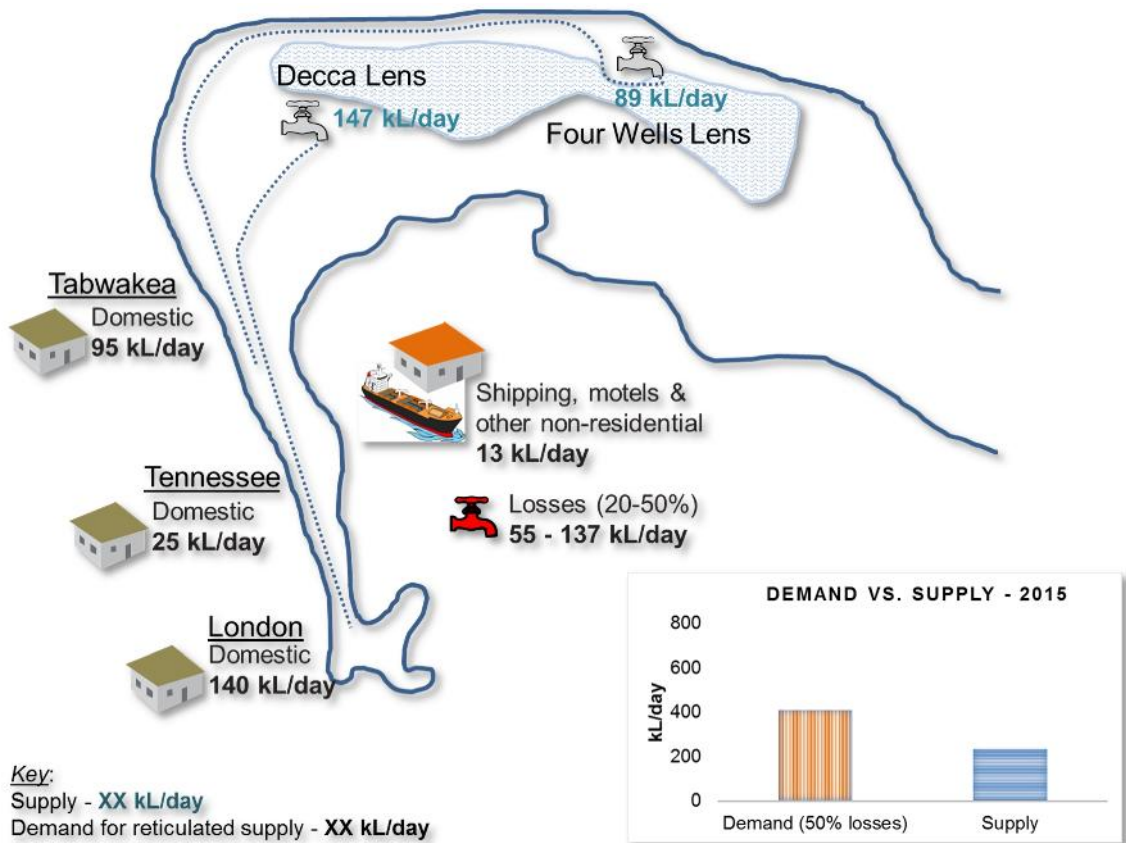 Decca Lens
147 kL/day
89 kL/day
Four Wells Lens
Tabwakea
Domestic
95 kL/day
Shipping, motels &
other non-residential
13 kL/day
Tennessee
Domestic
25 kL/day
Losses (20-50%)
55 - 137 kL/day
London
Domestic
140 kL/day
Key:
Supply - XX kL/day
Demand for reticulated supply - XX kL/day
DEMAND VS. SUPPLY - 2015
kL/day
800
600
400
200
0
Demand (50% losses)
Supply